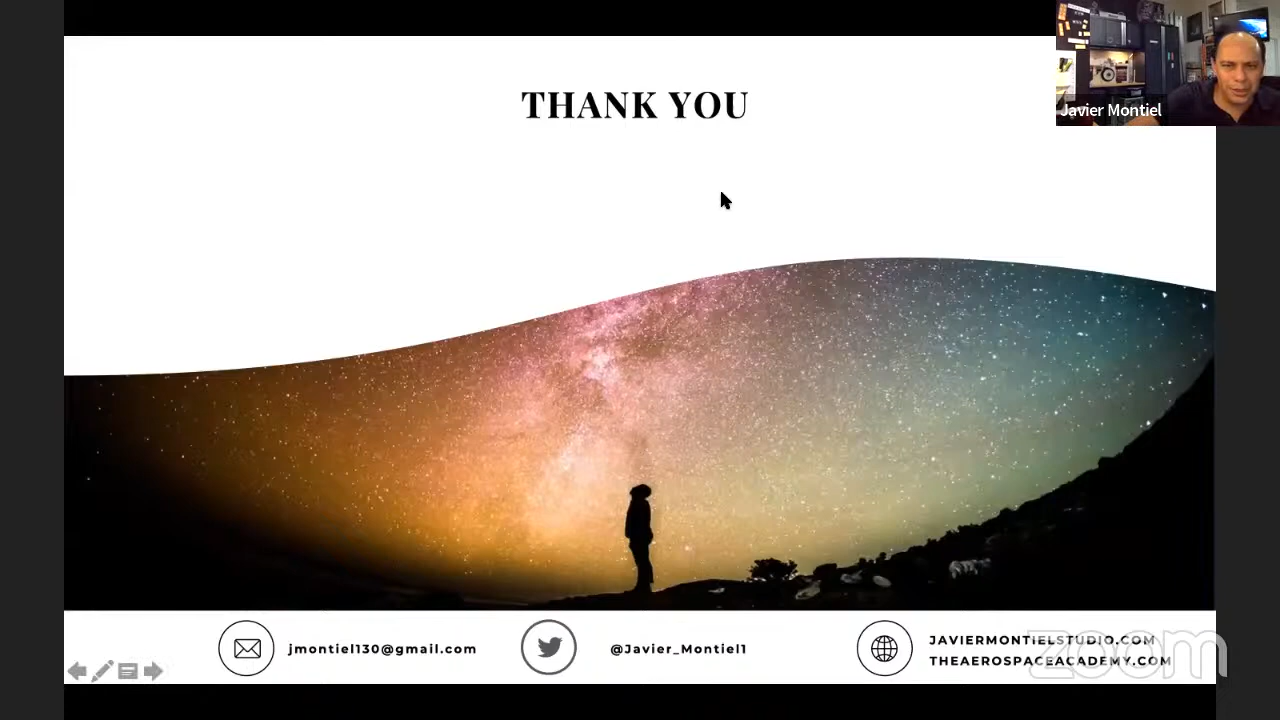 THANK YOU
Javier Montiel
jmontiel130@gmail.com
@Javier_Montiel1
JAVIERMONTIELSTUDIO.COM
THEAEROSPACEACADEMY.COM
zoom